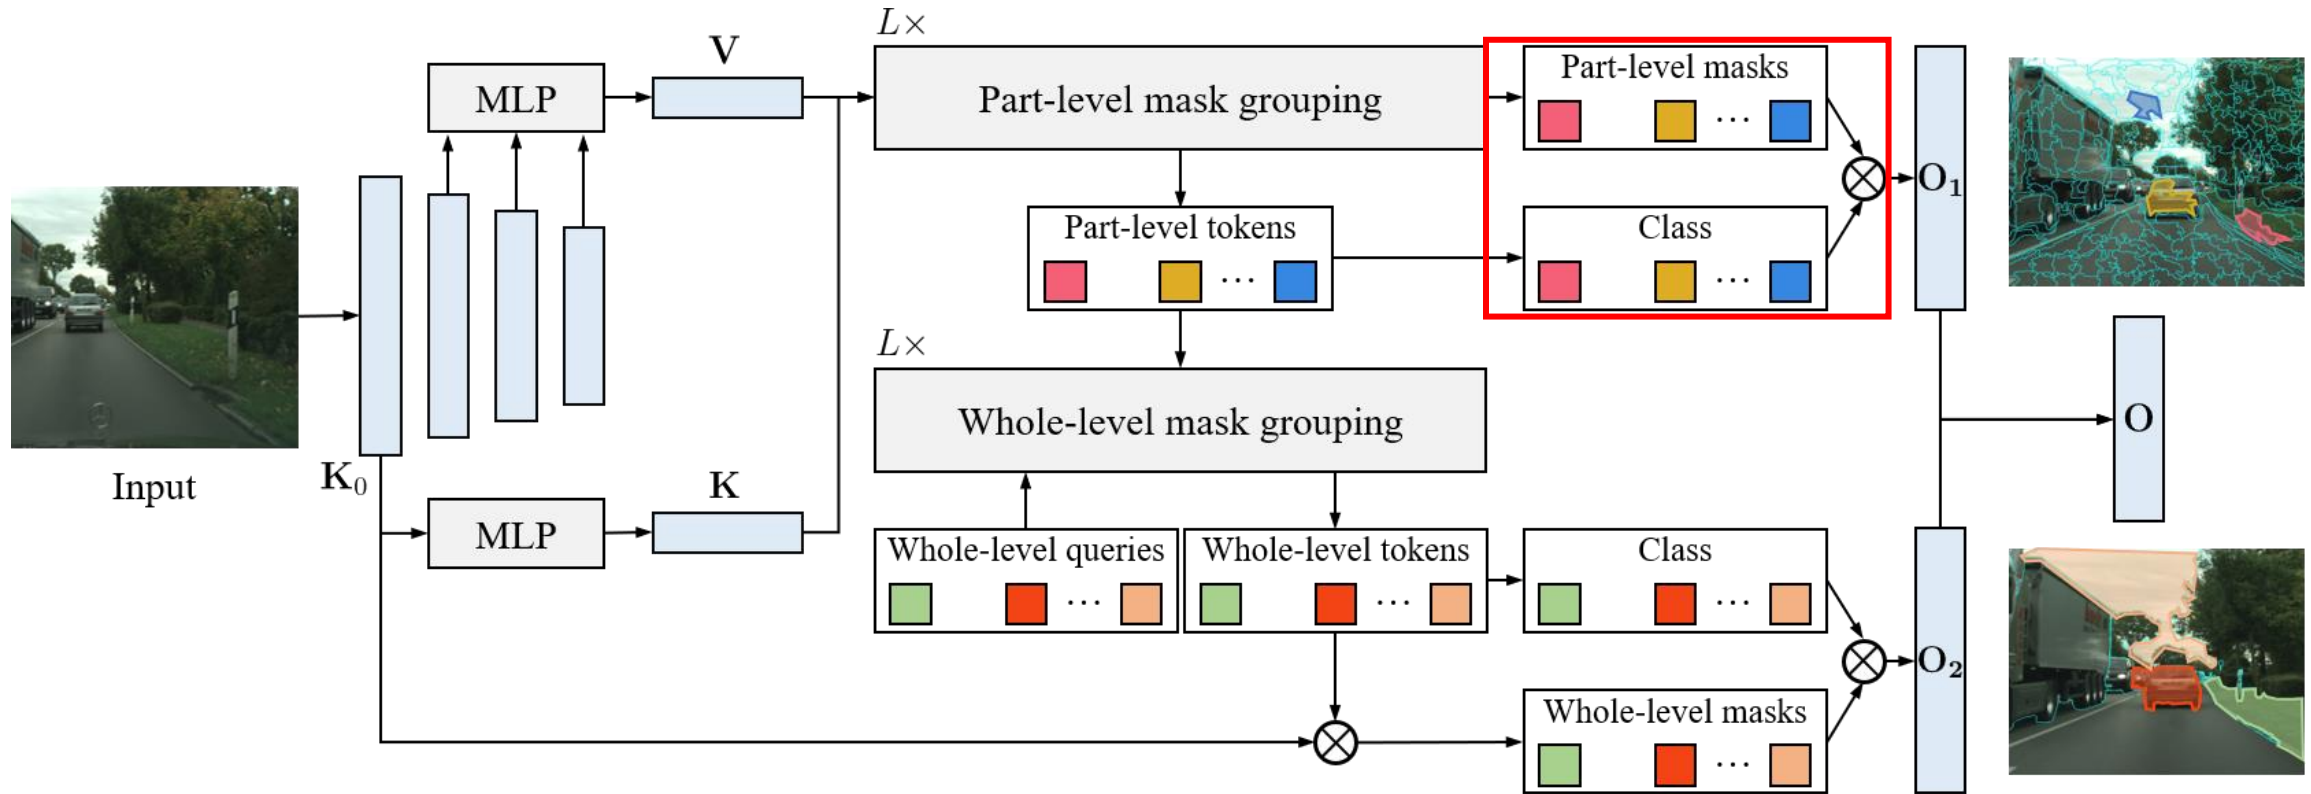 L×
V
MLP
Part-level mask grouping
Part-level masks
...
O₁
Part-level tokens
...
Class
...
Input
K₀
MLP
K
L×
Whole-level mask grouping
O
Whole-level queries
...
Whole-level tokens
...
Class
...
O₂
Whole-level masks
...